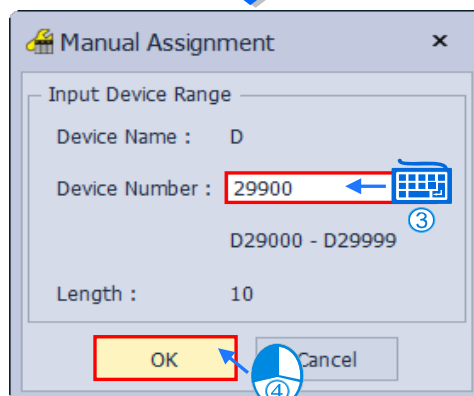 Manual Assignment ×
Input Device Range
Device Name : D
Device Number : 29900
③
D29000 - D29999
Length : 10
OK Cancel
④